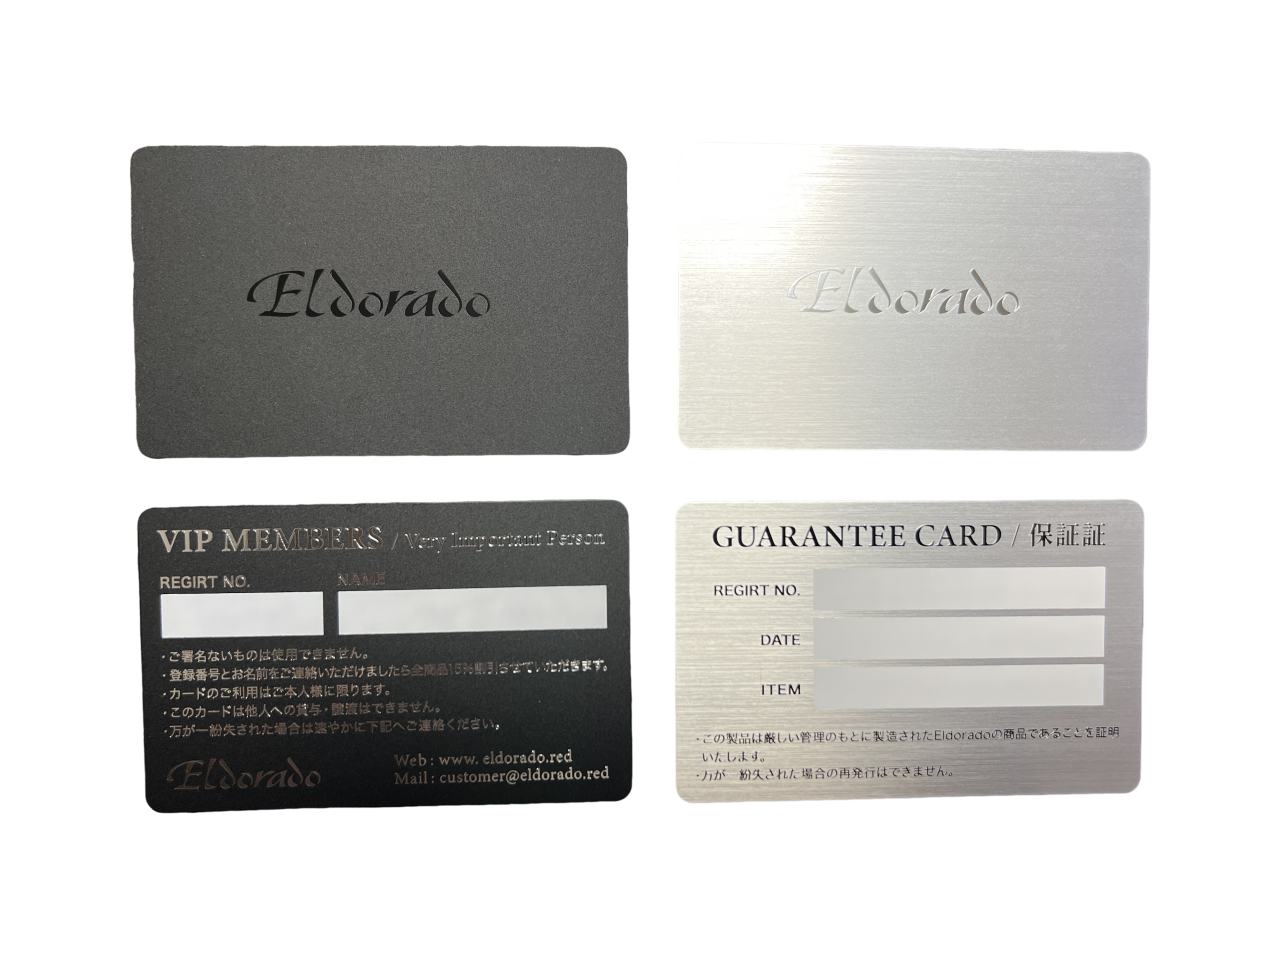 Eldorado
Eldorado
VIP MEMBERS / Very Important Person
REGIRT NO.
NAME
・ご署名ないものは使用できません。
・登録番号とお名前をご連絡いただけましたら全商品15%割引させていただきます。
・カードのご利用はご本人様に限ります。
・このカードは他人への貸与・譲渡はできません。
・万が一紛失された場合は速やかに下記へご連絡ください。
Eldorado
Web : www. eldorado.red
Mail : customer@eldorado.red
GUARANTEE CARD / 保証証
REGIRT NO.
DATE
ITEM
・この製品は厳しい管理のもとに製造されたEldoradoの商品であることを証明
いたします。
・万が一紛失された場合の再発行はできません。